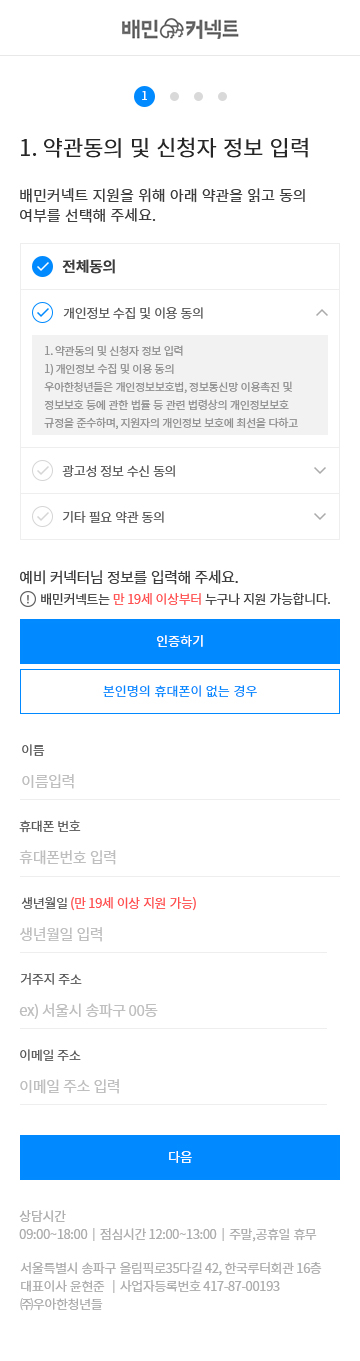 배민커넥트
1
1. 약관동의 및 신청자 정보 입력
배민커넥트 지원을 위해 아래 약관을 읽고 동의
여부를 선택해 주세요.
전체동의
개인정보 수집 및 이용 동의
1. 약관동의 및 신청자 정보 입력
1) 개인정보 수집 및 이용 동의
우아한청년들은 개인정보보호법, 정보통신망 이용촉진 및
정보보호 등에 관한 법률 등 관련 법령상의 개인정보보호
규정을 준수하며, 지원자의 개인정보 보호에 최선을 다하고
광고성 정보 수신 동의
기타 필요 약관 동의
예비 커넥터님 정보를 입력해 주세요.
배민커넥트는 만 19세 이상부터 누구나 지원 가능합니다.
인증하기
본인명의 휴대폰이 없는 경우
이름
이름입력
휴대폰 번호
휴대폰번호 입력
생년월일 (만 19세 이상 지원 가능)
생년월일 입력
거주지 주소
ex) 서울시 송파구 00동
이메일 주소
이메일 주소 입력
다음
상담시간
09:00~18:00 | 점심시간 12:00~13:00 | 주말,공휴일 휴무
서울특별시 송파구 올림픽로35다길 42, 한국루터회관 16층
대표이사 윤현준 | 사업자등록번호 417-87-00193
㈜우아한청년들